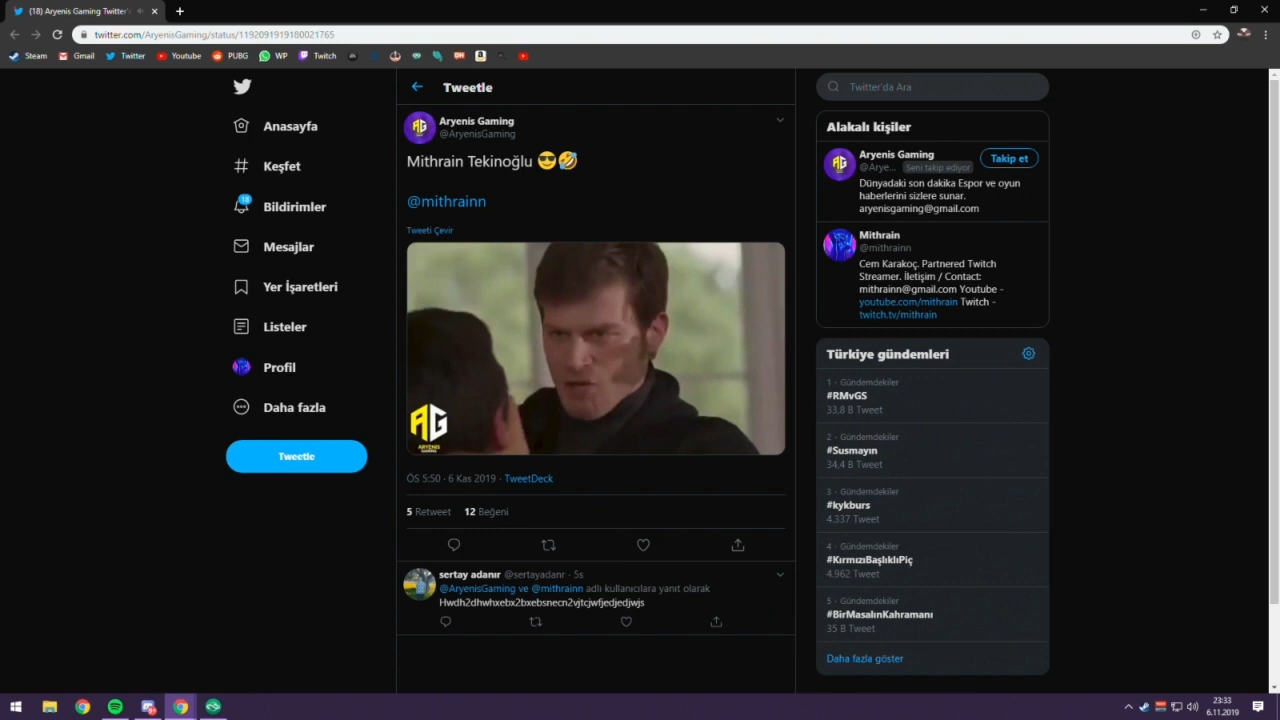 (18) Aryenis Gaming Twitter'
twitter.com/AryenisGaming/status/1192091919180021765
Steam Gmail Twitter Youtube PUBG WP Twitch
Anasayfa
Keşfet
18
Bildirimler
Mesajlar
Yer İşaretleri
Listeler
Profil
Daha fazla
Tweetle
Tweetle
Aryenis Gaming
@AryenisGaming
Mithrain Tekinoğlu 😎🤣
@mithrainn
Tweeti Çevir
AG
ARYENIS
GAMING
ÖS 5:50 · 6 Kas 2019 · TweetDeck
5 Retweet 12 Beğeni
sertay adanır @sertayadanr · 5s
@AryenisGaming ve @mithrainn adlı kullanıcılara yanıt olarak
Hwdh2dhwhxebx2bxebsnecn2vjtcjwfjedjedjwjs
Twitter'da Ara
Alakalı kişiler
Aryenis Gaming
@Arye... Seni takip ediyor
Takip et
Dünyadaki son dakika Espor ve oyun
haberlerini sizlere sunar.
aryenisgaming@gmail.com
Mithrain
@mithrainn
Cem Karakoç. Partnered Twitch
Streamer. İletişim / Contact:
mithrainn@gmail.com Youtube -
youtube.com/mithrain Twitch -
twitch.tv/mithrain
Türkiye gündemleri
1 · Gündemdekiler
#RMvGS
33,8 B Tweet
2 · Gündemdekiler
#Susmayın
34,4 B Tweet
3 · Gündemdekiler
#kykburs
4.337 Tweet
4 · Gündemdekiler
#KırmızıBaşlıklıPiç
4.962 Tweet
5 · Gündemdekiler
#BirMasalınKahramanı
35 B Tweet
Daha fazla göster
23:33
6.11.2019